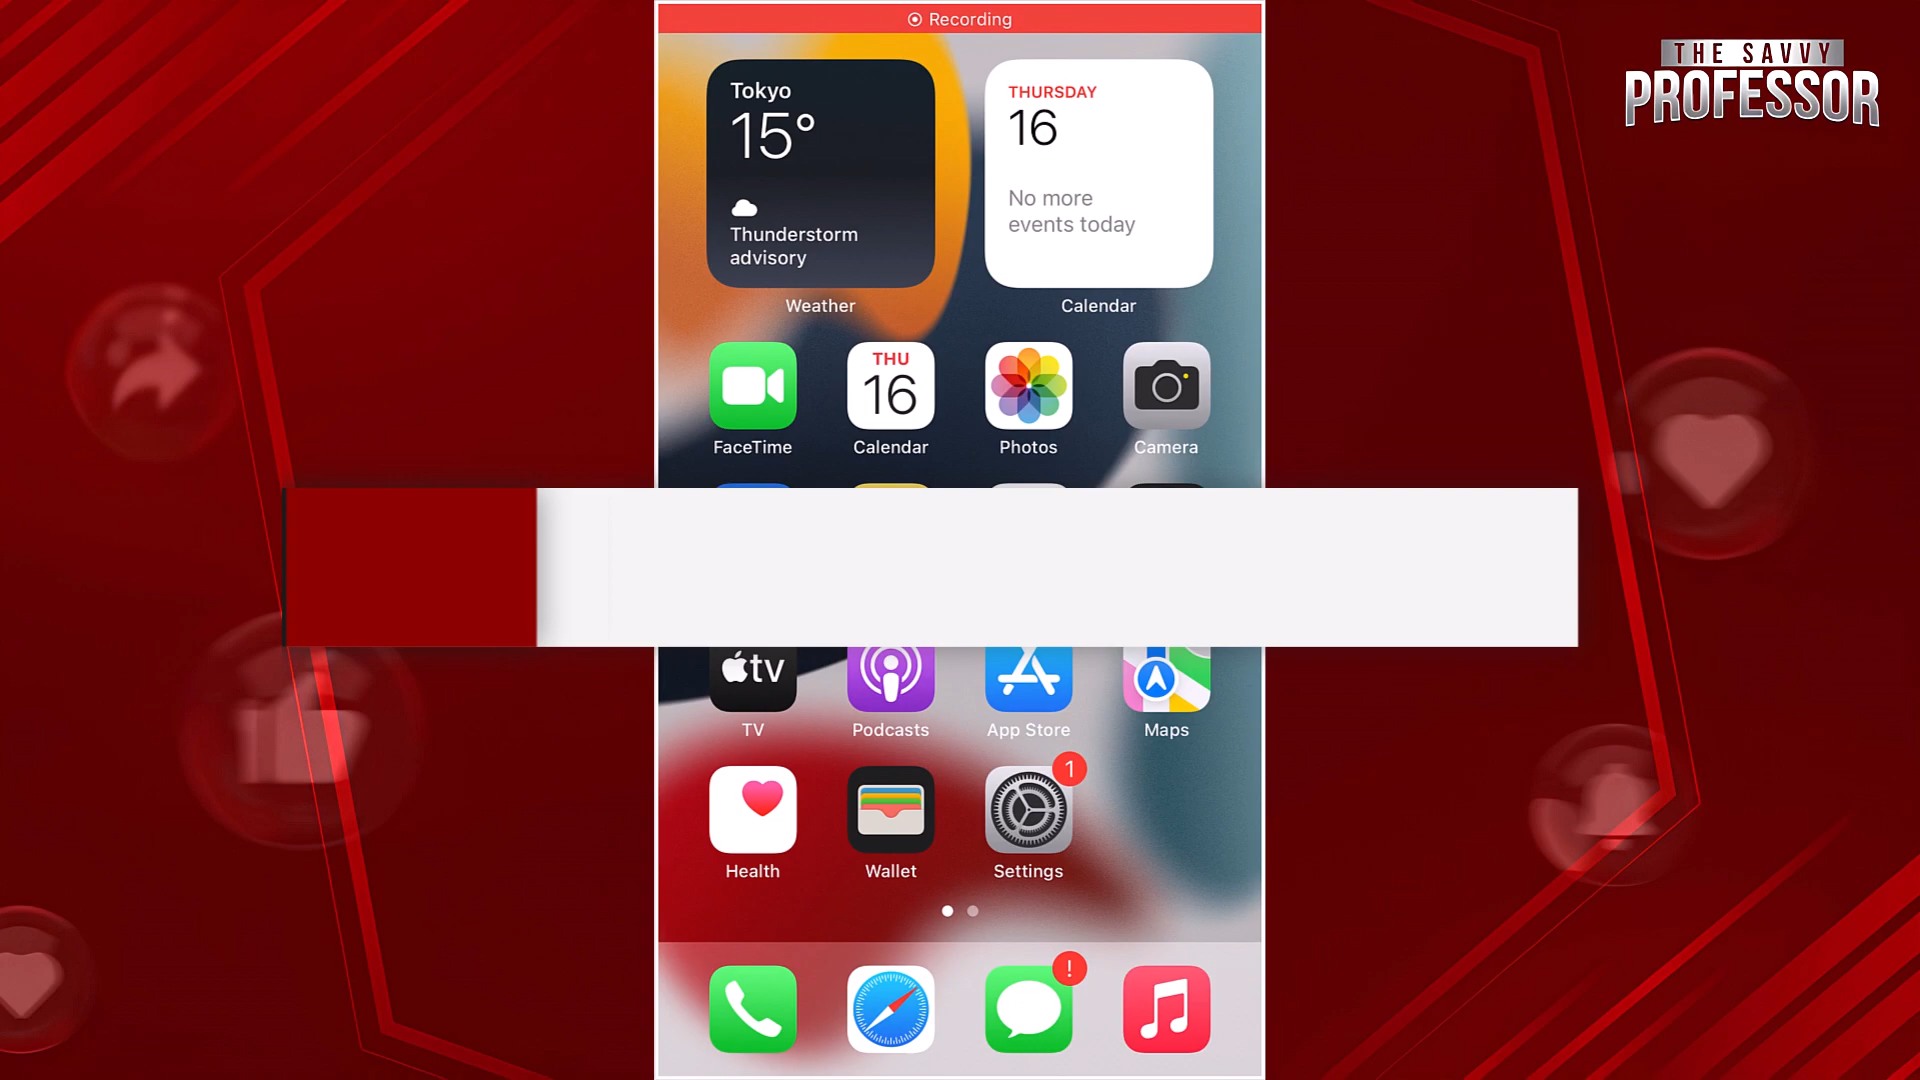 Recording
THE SAVVY
PROFESSOR
Tokyo
15°
Thunderstorm
advisory
Weather
THURSDAY
16
No more
events today
Calendar
THU
16
FaceTime
Calendar
Photos
Camera
tv
TV
Podcasts
App Store
Maps
1
Health
Wallet
Settings
!